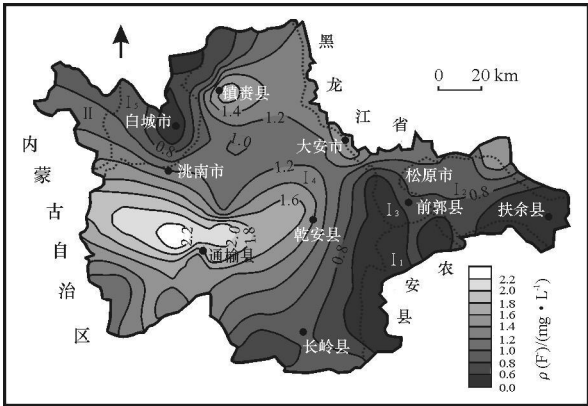 黑龙江省
0 20 km
镇赉县
1.4
1.2
I₅
II
白城市
0.8
1.0
大安市
内蒙古自治区
洮南市
1.2
I₄
松原市
I₂
0.8
1.6
I₃
前郭县
扶余县
乾安县
2.2
2.0
1.8
通榆县
0.8
I₁
农安县
长岭县
2.2
2.0
1.8
1.6
1.4
1.2
1.0
0.8
0.6
0.0
ρ(F)/(mg·L⁻¹)